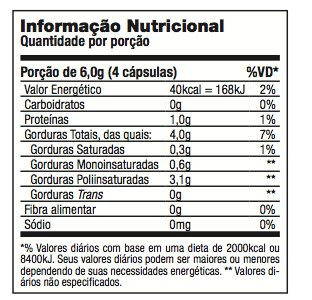 Informação Nutricional
Quantidade por porção
Porção de 6,0g (4 cápsulas) %VD*
Valor Energético 40kcal = 168kJ 2%
Carboidratos 0g 0%
Proteínas 1,0g 1%
Gorduras Totais, das quais: 4,0g 7%
Gorduras Saturadas 0,3g 1%
Gorduras Monoinsaturadas 0,6g **
Gorduras Poliinsaturadas 3,1g **
Gorduras Trans 0g **
Fibra alimentar 0g 0%
Sódio 0mg 0%
*% Valores diários com base em uma dieta de 2000kcal ou
8400kJ. Seus valores diários podem ser maiores ou menores
dependendo de suas necessidades energéticas. ** Valores di-
ários não especificados.